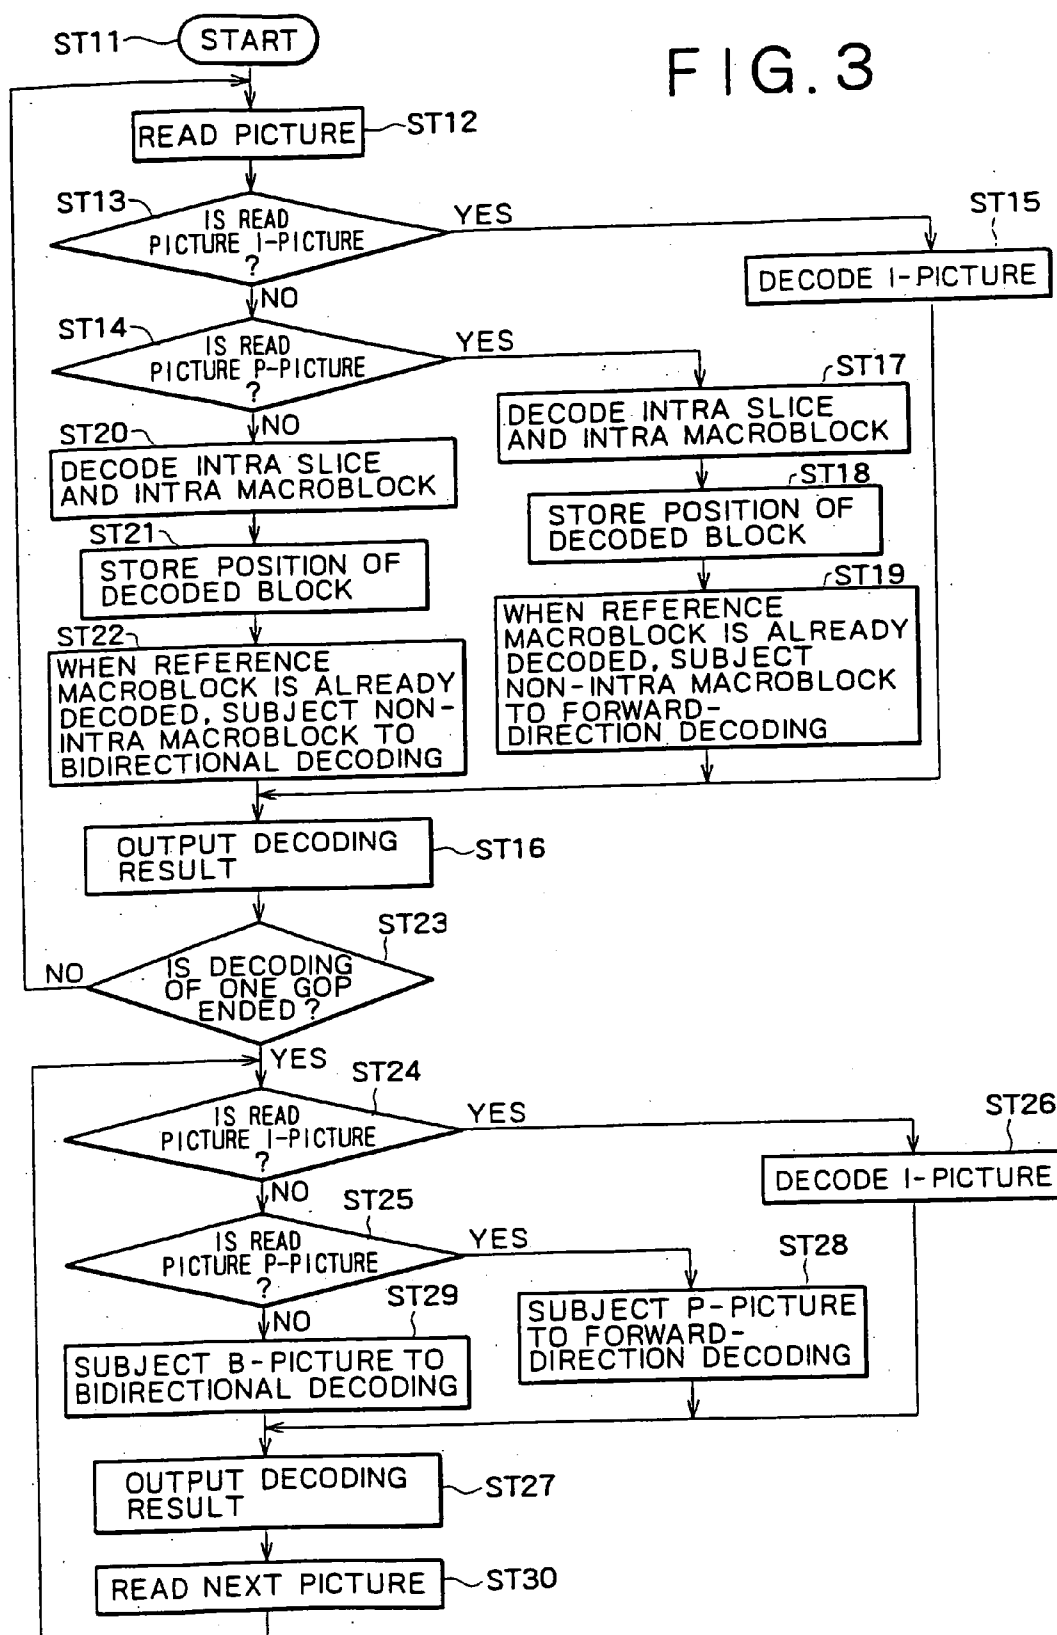 FIG. 3
ST11
START
READ PICTURE
ST12
ST13
IS READ
PICTURE I-PICTURE
?
YES
NO
ST15
DECODE I-PICTURE
ST14
IS READ
PICTURE P-PICTURE
?
YES
NO
ST17
DECODE INTRA SLICE
AND INTRA MACROBLOCK
ST18
STORE POSITION OF
DECODED BLOCK
ST19
WHEN REFERENCE
MACROBLOCK IS ALREADY
DECODED, SUBJECT
NON-INTRA MACROBLOCK
TO FORWARD-
DIRECTION DECODING
ST20
DECODE INTRA SLICE
AND INTRA MACROBLOCK
ST21
STORE POSITION OF
DECODED BLOCK
ST22
WHEN REFERENCE
MACROBLOCK IS ALREADY
DECODED, SUBJECT NON-
INTRA MACROBLOCK TO
BIDIRECTIONAL DECODING
OUTPUT DECODING
RESULT
ST16
ST23
IS DECODING
OF ONE GOP
ENDED ?
NO
YES
ST24
IS READ
PICTURE I-PICTURE
?
YES
NO
ST26
DECODE I-PICTURE
ST25
IS READ
PICTURE P-PICTURE
?
YES
NO
ST28
SUBJECT P-PICTURE
TO FORWARD-
DIRECTION DECODING
ST29
SUBJECT B-PICTURE TO
BIDIRECTIONAL DECODING
OUTPUT DECODING
RESULT
ST27
READ NEXT PICTURE
ST30